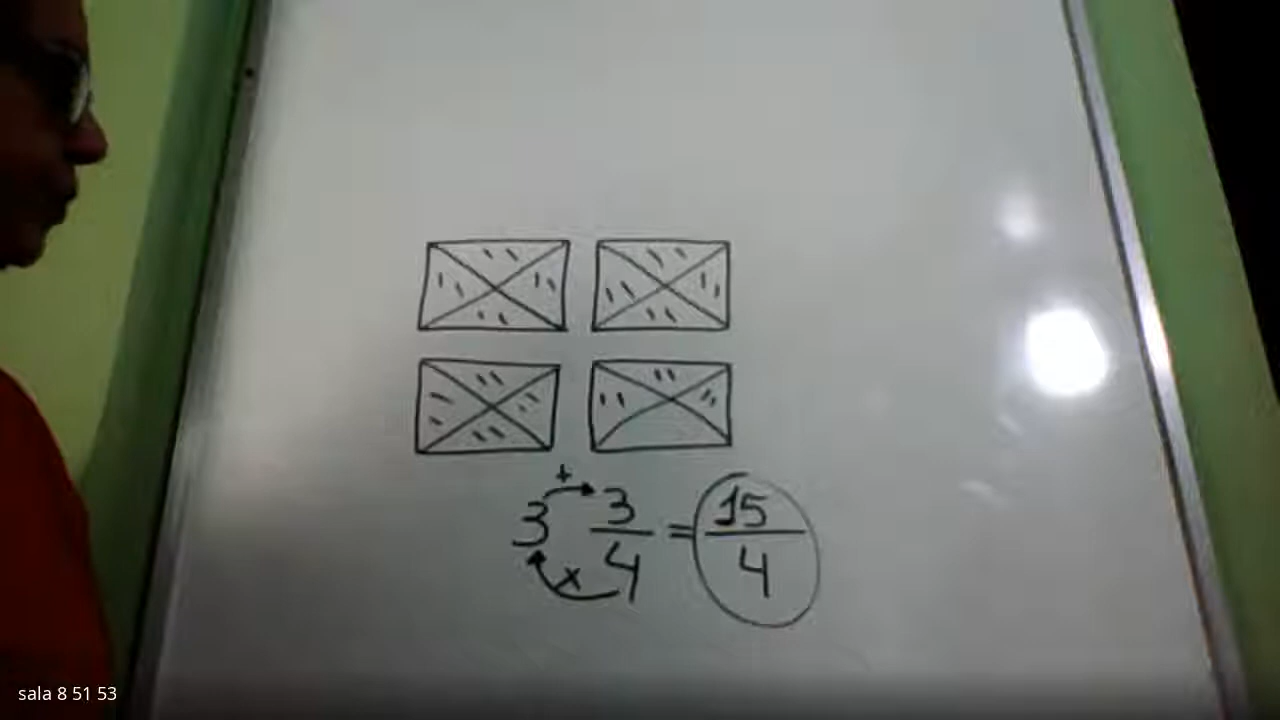 +
3 3/4 = 15/4
x
sala 8 51 53